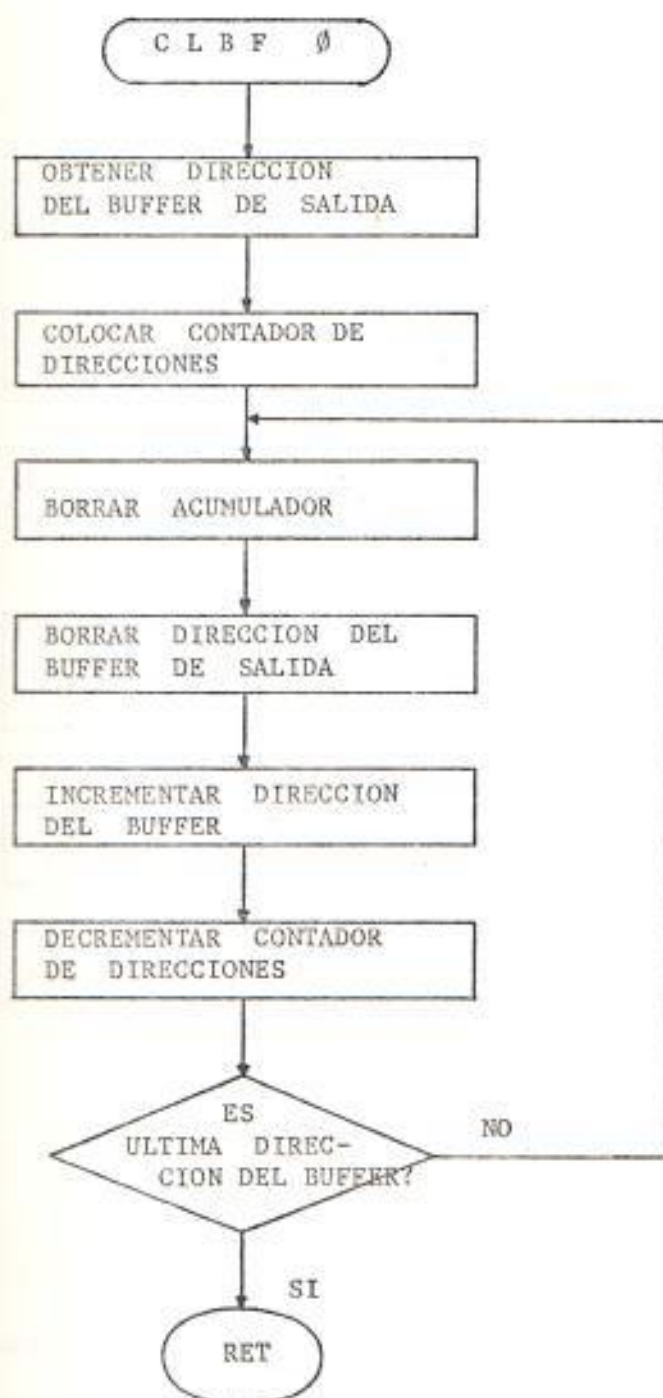 C L B F Ø
OBTENER DIRECCION
DEL BUFFER DE SALIDA
COLOCAR CONTADOR DE
DIRECCIONES
BORRAR ACUMULADOR
BORRAR DIRECCION DEL
BUFFER DE SALIDA
INCREMENTAR DIRECCION
DEL BUFFER
DECREMENTAR CONTADOR
DE DIRECCIONES
ES
ULTIMA DIREC-
CION DEL BUFFER?
NO
SI
RET